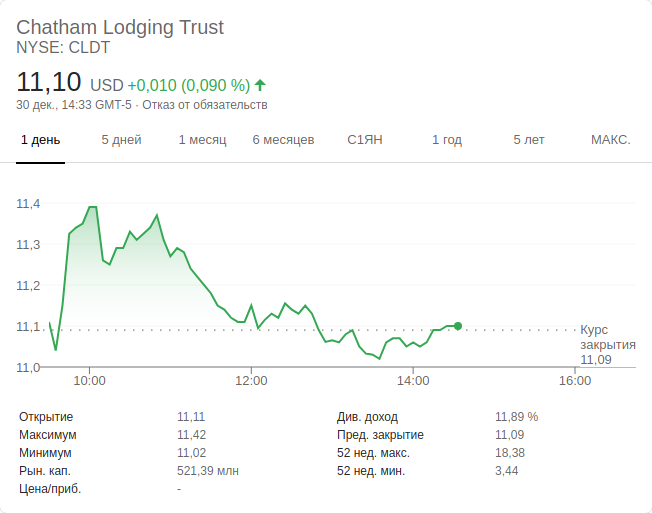 Chatham Lodging Trust
NYSE: CLDT
11,10 USD +0,010 (0,090 %)
30 дек., 14:33 GMT-5 · Отказ от обязательств
1 день 5 дней 1 месяц 6 месяцев С1ЯН 1 год 5 лет МАКС.
11,4
11,3
11,2
11,1
11,0
Курс
закрытия
11,09
10:00 12:00 14:00 16:00
Открытие 11,11 Див. доход 11,89 %
Максимум 11,42 Пред. закрытие 11,09
Минимум 11,02 52 нед. макс. 18,38
Рын. кап. 521,39 млн 52 нед. мин. 3,44
Цена/приб. -